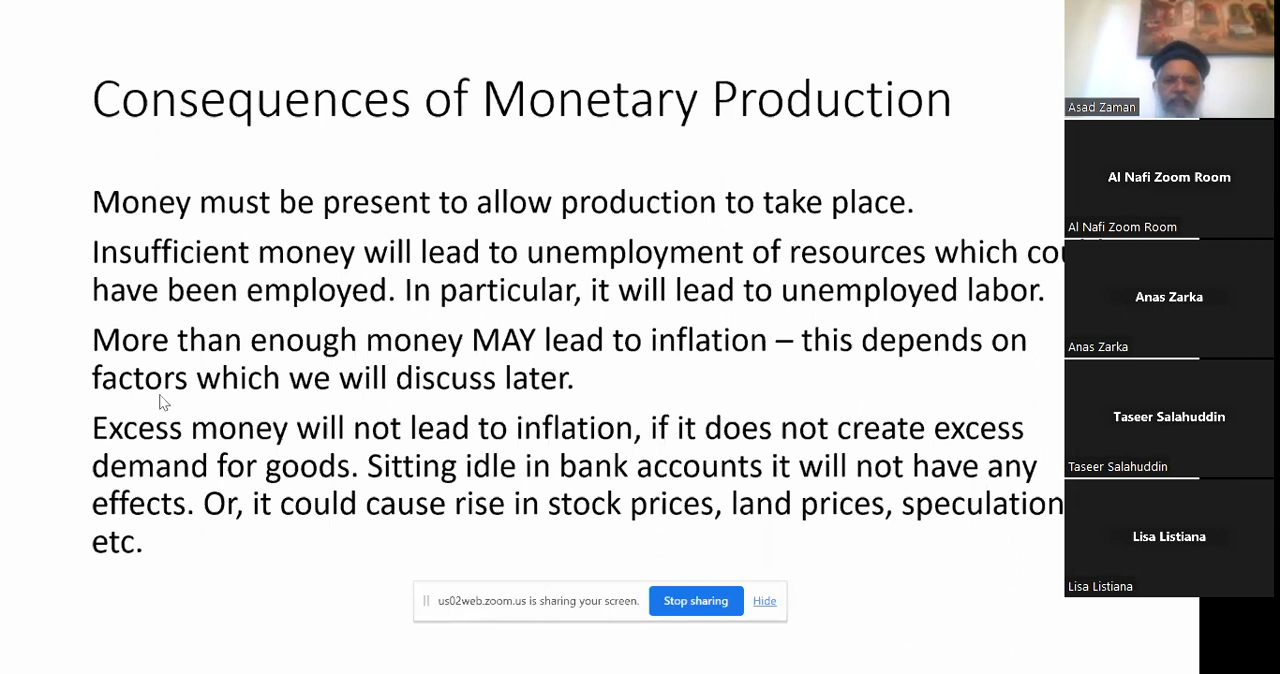 Consequences of Monetary Production
Money must be present to allow production to take place.
Insufficient money will lead to unemployment of resources which
have been employed. In particular, it will lead to unemployed labor.
More than enough money MAY lead to inflation – this depends on
factors which we will discuss later.
Excess money will not lead to inflation, if it does not create excess
demand for goods. Sitting idle in bank accounts it will not have any
effects. Or, it could cause rise in stock prices, land prices, speculation
etc.
us02web.zoom.us is sharing your screen.
Stop sharing
Hide
Asad Zaman
Al Nafi Zoom Room
Al Nafi Zoom Room
Anas Zarka
Anas Zarka
Taseer Salahuddin
Taseer Salahuddin
Lisa Listiana
Lisa Listiana